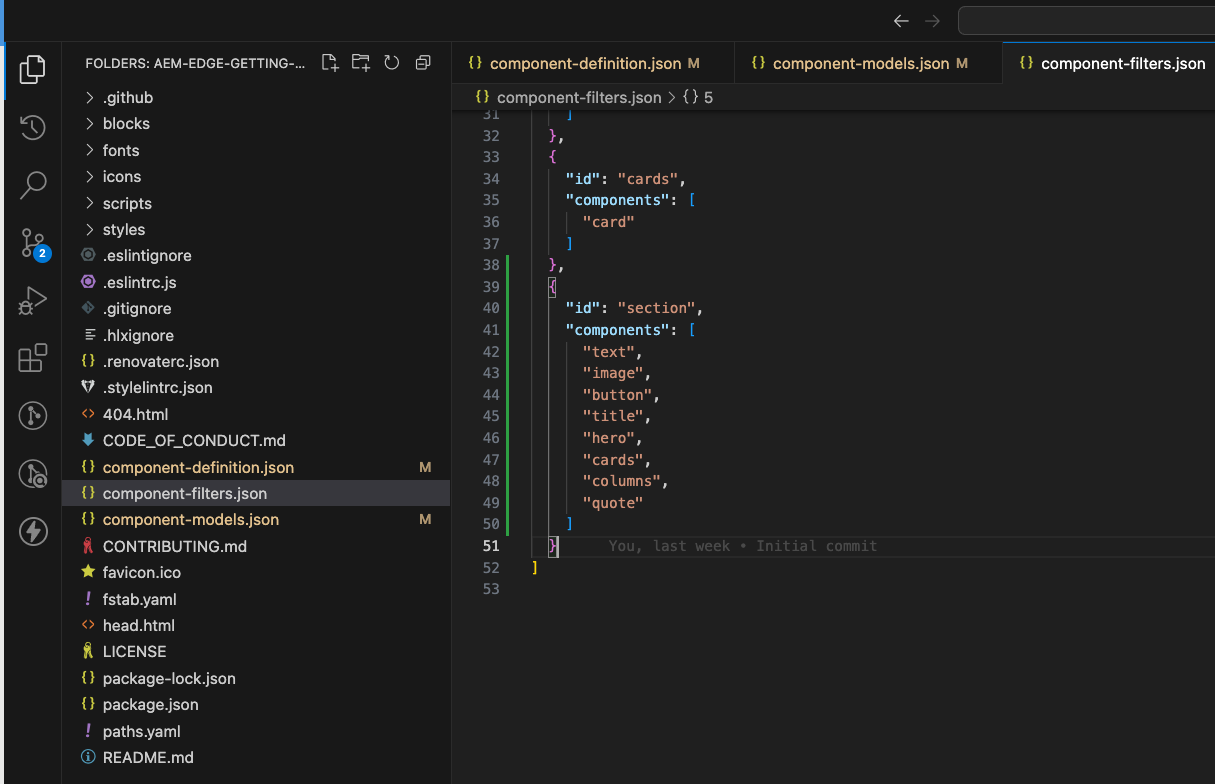 FOLDERS: AEM-EDGE-GETTING-...
.github
blocks
fonts
icons
scripts
styles
.eslintignore
.eslintrc.js
.gitignore
.hlxignore
.renovaterc.json
.stylelintrc.json
404.html
CODE_OF_CONDUCT.md
component-definition.json M
component-filters.json
component-models.json M
CONTRIBUTING.md
favicon.ico
fstab.yaml
head.html
LICENSE
package-lock.json
package.json
paths.yaml
README.md
2
{} component-definition.json M
{} component-models.json M
{} component-filters.json
{} component-filters.json > {} 5
31 ]
32 },
33 {
34 "id": "cards",
35 "components": [
36 "card"
37 ]
38 },
39 {
40 "id": "section",
41 "components": [
42 "text",
43 "image",
44 "button",
45 "title",
46 "hero",
47 "cards",
48 "columns",
49 "quote"
50 ]
51 } You, last week • Initial commit
52 ]
53